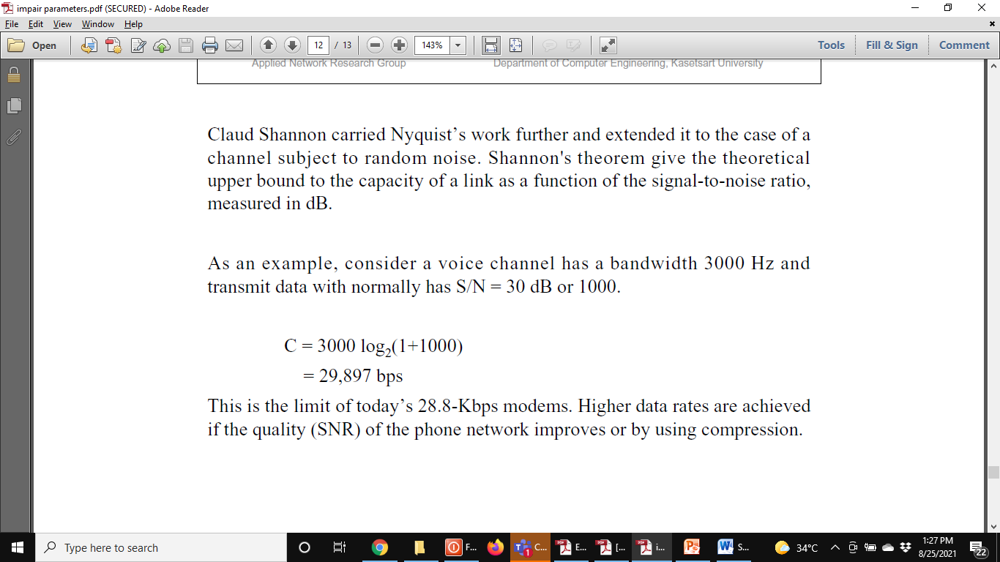 impair parameters.pdf (SECURED) - Adobe Reader
File Edit View Window Help
Open 12 / 13 143% Tools Fill & Sign Comment
Applied Network Research Group Department of Computer Engineering, Kasetsart University
Claud Shannon carried Nyquist’s work further and extended it to the case of a
channel subject to random noise. Shannon's theorem give the theoretical
upper bound to the capacity of a link as a function of the signal-to-noise ratio,
measured in dB.
As an example, consider a voice channel has a bandwidth 3000 Hz and
transmit data with normally has S/N = 30 dB or 1000.
C = 3000 log₂(1+1000)
= 29,897 bps
This is the limit of today’s 28.8-Kbps modems. Higher data rates are achieved
if the quality (SNR) of the phone network improves or by using compression.
Type here to search F... C... E... [... i... S... 34°C 1:27 PM
8/25/2021 22